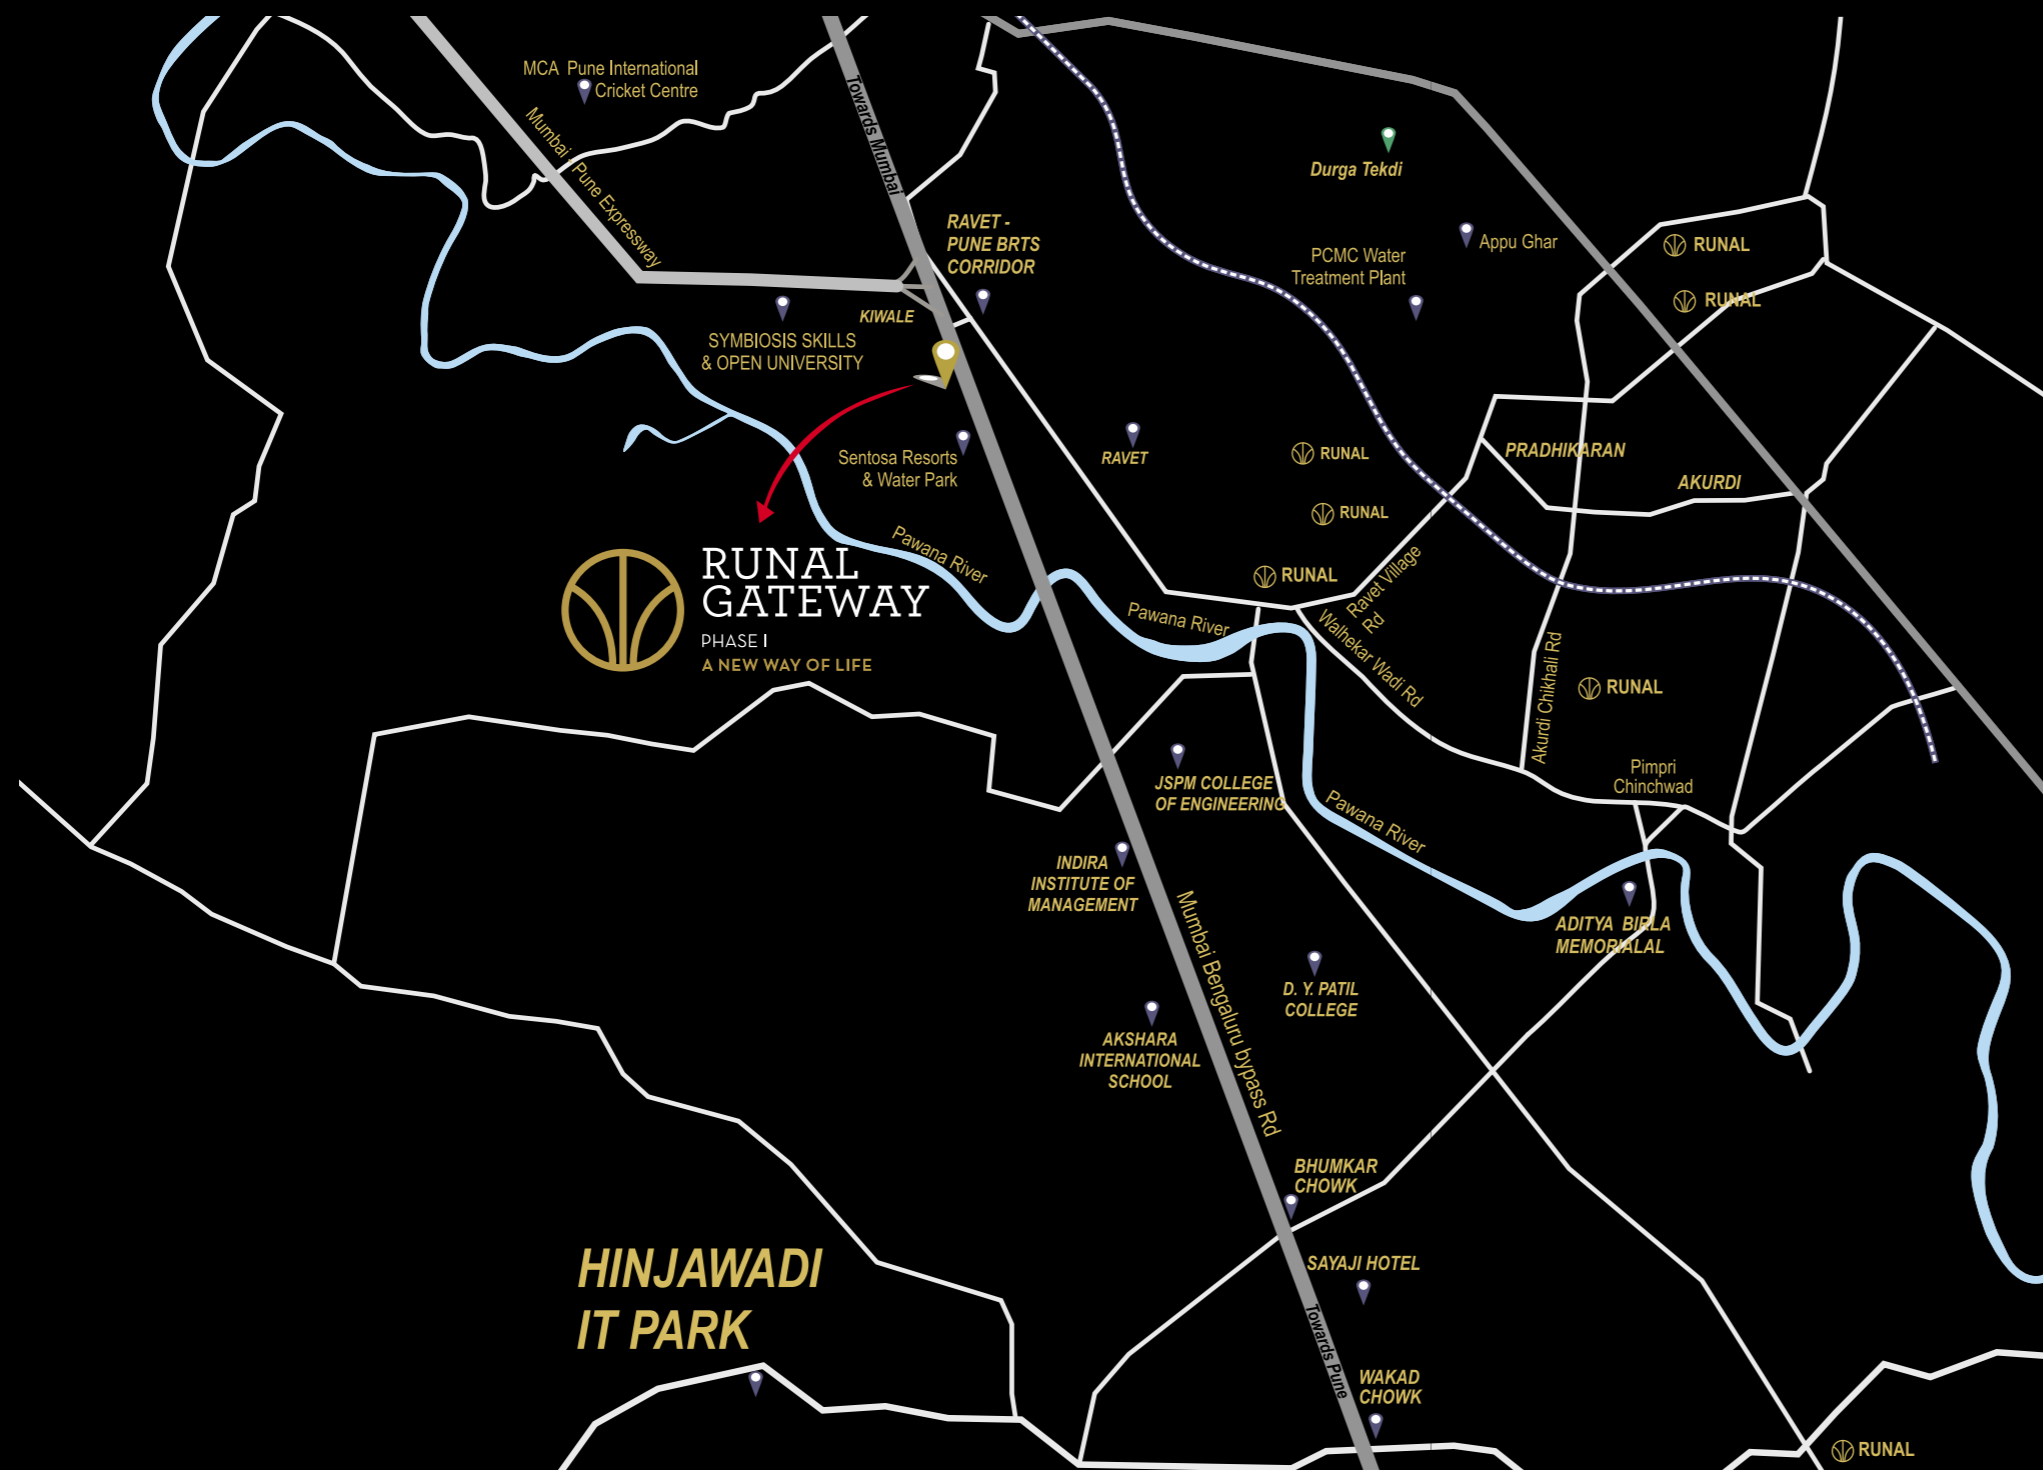 MCA Pune International
Cricket Centre
Mumbai - Pune Expressway
Towards Mumbai
Durga Tekdi
RAVET -
PUNE BRTS
CORRIDOR
Appu Ghar
RUNAL
PCMC Water
Treatment Plant
RUNAL
KIWALE
SYMBIOSIS SKILLS
& OPEN UNIVERSITY
Sentosa Resorts
& Water Park
RAVET
RUNAL
PRADHIKARAN
AKURDI
RUNAL
Pawana River
RUNAL
GATEWAY
PHASE I
A NEW WAY OF LIFE
RUNAL
Ravet Village
Rd
Pawana River
Walhekar Wadi Rd
Akurdi Chikhali Rd
RUNAL
JSPM COLLEGE
OF ENGINEERING
Pimpri
Chinchwad
Pawana River
INDIRA
INSTITUTE OF
MANAGEMENT
Mumbai Bengaluru bypass Rd
ADITYA BIRLA
MEMORIALAL
D. Y. PATIL
COLLEGE
AKSHARA
INTERNATIONAL
SCHOOL
BHUMKAR
CHOWK
HINJAWADI
IT PARK
SAYAJI HOTEL
Towards Pune
WAKAD
CHOWK
RUNAL